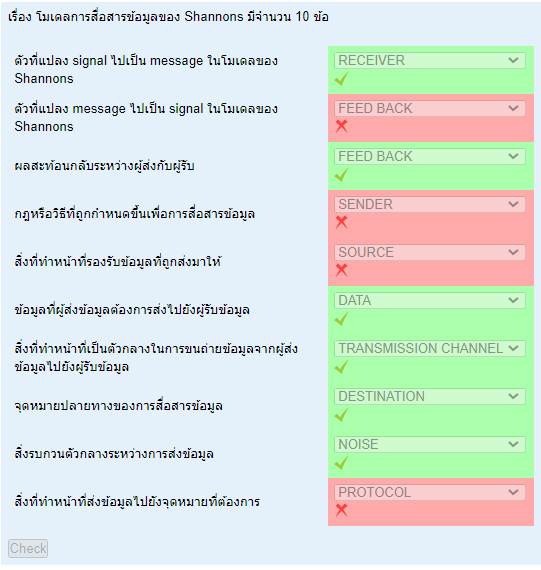 เรื่อง โมเดลการสื่อสารข้อมูลของ Shannons มีจำนวน 10 ข้อ
ตัวที่แปลง signal ไปเป็น message ในโมเดลของ
Shannons
RECEIVER
ตัวที่แปลง message ไปเป็น signal ในโมเดลของ
Shannons
FEED BACK
ผลสะท้อนกลับระหว่างผู้ส่งกับผู้รับ
FEED BACK
กฎหรือวิธีที่ถูกกำหนดขึ้นเพื่อการสื่อสารข้อมูล
SENDER
สิ่งที่ทำหน้าที่รองรับข้อมูลที่ถูกส่งมาให้
SOURCE
ข้อมูลที่ผู้ส่งข้อมูลต้องการส่งไปยังผู้รับข้อมูล
DATA
สิ่งที่ทำหน้าที่เป็นตัวกลางในการขนถ่ายข้อมูลจากผู้ส่ง
ข้อมูลไปยังผู้รับข้อมูล
TRANSMISSION CHANNEL
จุดหมายปลายทางของการสื่อสารข้อมูล
DESTINATION
สิ่งรบกวนตัวกลางระหว่างการส่งข้อมูล
NOISE
สิ่งที่ทำหน้าที่ส่งข้อมูลไปยังจุดหมายที่ต้องการ
PROTOCOL
Check